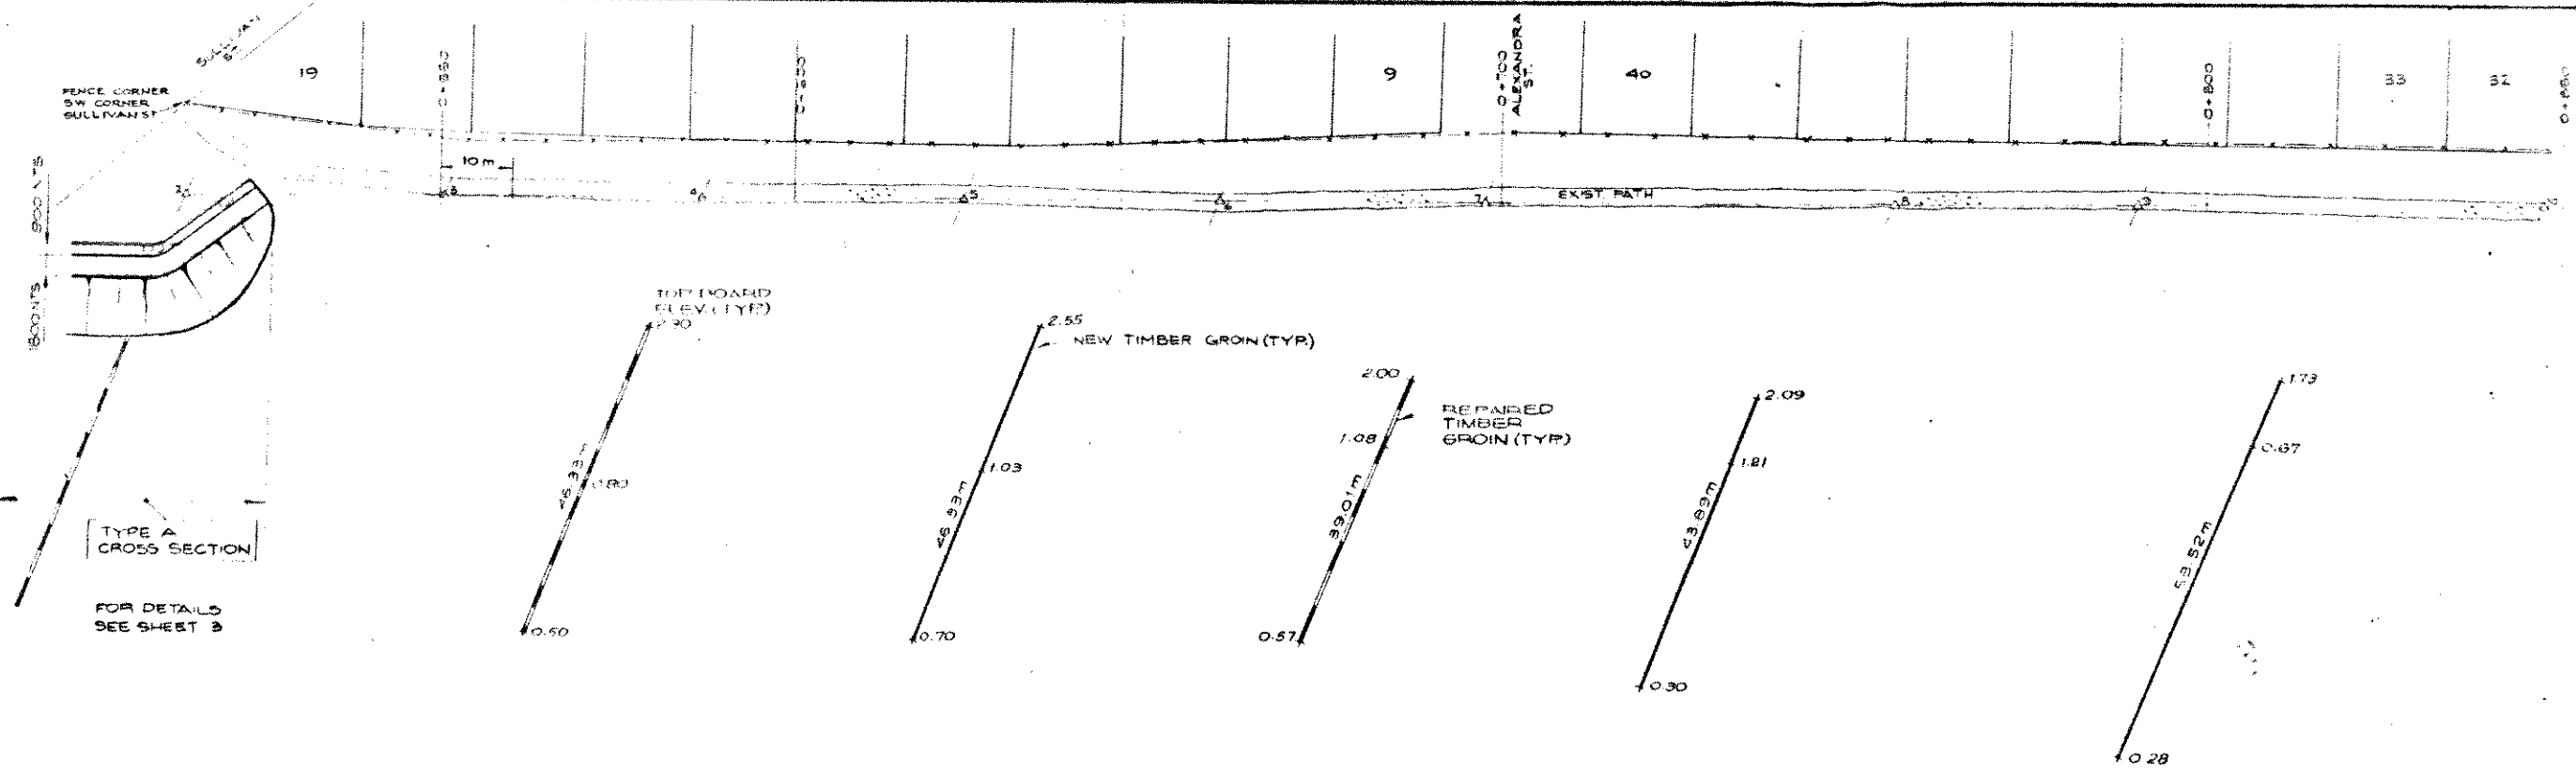 SULLIVAN
ST.
FENCE CORNER
SW CORNER
SULLIVAN ST
19
9
0+700
ALEXANDRA
ST.
40
0+800
33
32
10 m
EXIST. PATH
TOP BOARD
ELEV. (TYP.)
2.55
NEW TIMBER GROIN (TYP.)
1.03
46.93m
0.70
0.80
0.50
2.00
REPAIRED
TIMBER
GROIN (TYP.)
1.08
39.01m
0.57
2.09
1.21
43.89m
0.30
1.73
0.67
53.52m
0.28
TYPE A
CROSS SECTION
FOR DETAILS
SEE SHEET 3